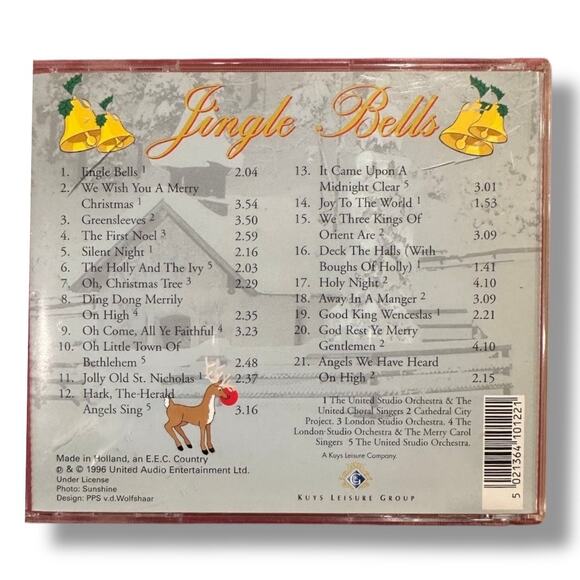 Jingle Bells
1. Jingle Bells 1 2.04
2. We Wish You A Merry
Christmas 1 3.54
3. Greensleeves 2 3.50
4. The First Noel 3 2.59
5. Silent Night 1 2.16
6. The Holly And The Ivy 5 2.03
7. Oh, Christmas Tree 3 2.29
8. Ding Dong Merrily
On High 4 2.35
9. Oh Come, All Ye Faithful 4 3.23
10. Oh Little Town Of
Bethlehem 5 2.48
11. Jolly Old St. Nicholas 1 2.37
12. Hark, The Herald
Angels Sing 5 3.16
13. It Came Upon A
Midnight Clear 5 3.01
14. Joy To The World 1 1.53
15. We Three Kings Of
Orient Are 2 3.09
16. Deck The Halls (With
Boughs Of Holly) 1 1.41
17. Holy Night 2 4.10
18. Away In A Manger 2 3.09
19. Good King Wenceslas 1 2.21
20. God Rest Ye Merry
Gentlemen 2 4.10
21. Angels We Have Heard
On High 2 2.15
1 The United Studio Orchestra & The
United Choral Singers 2 Cathedral City
Project. 3 London Studio Orchestra. 4 The
London Studio Orchestra & The Merry Carol
Singers 5 The United Studio Orchestra.
A Kuys Leisure Company.
Made in Holland, an E.E.C. Country
℗ & © 1996 United Audio Entertainment Ltd.
Under License
Photo: Sunshine
Design: PPS v.d.Wolfshaar
KUYS LEISURE GROUP
5 021364 101221